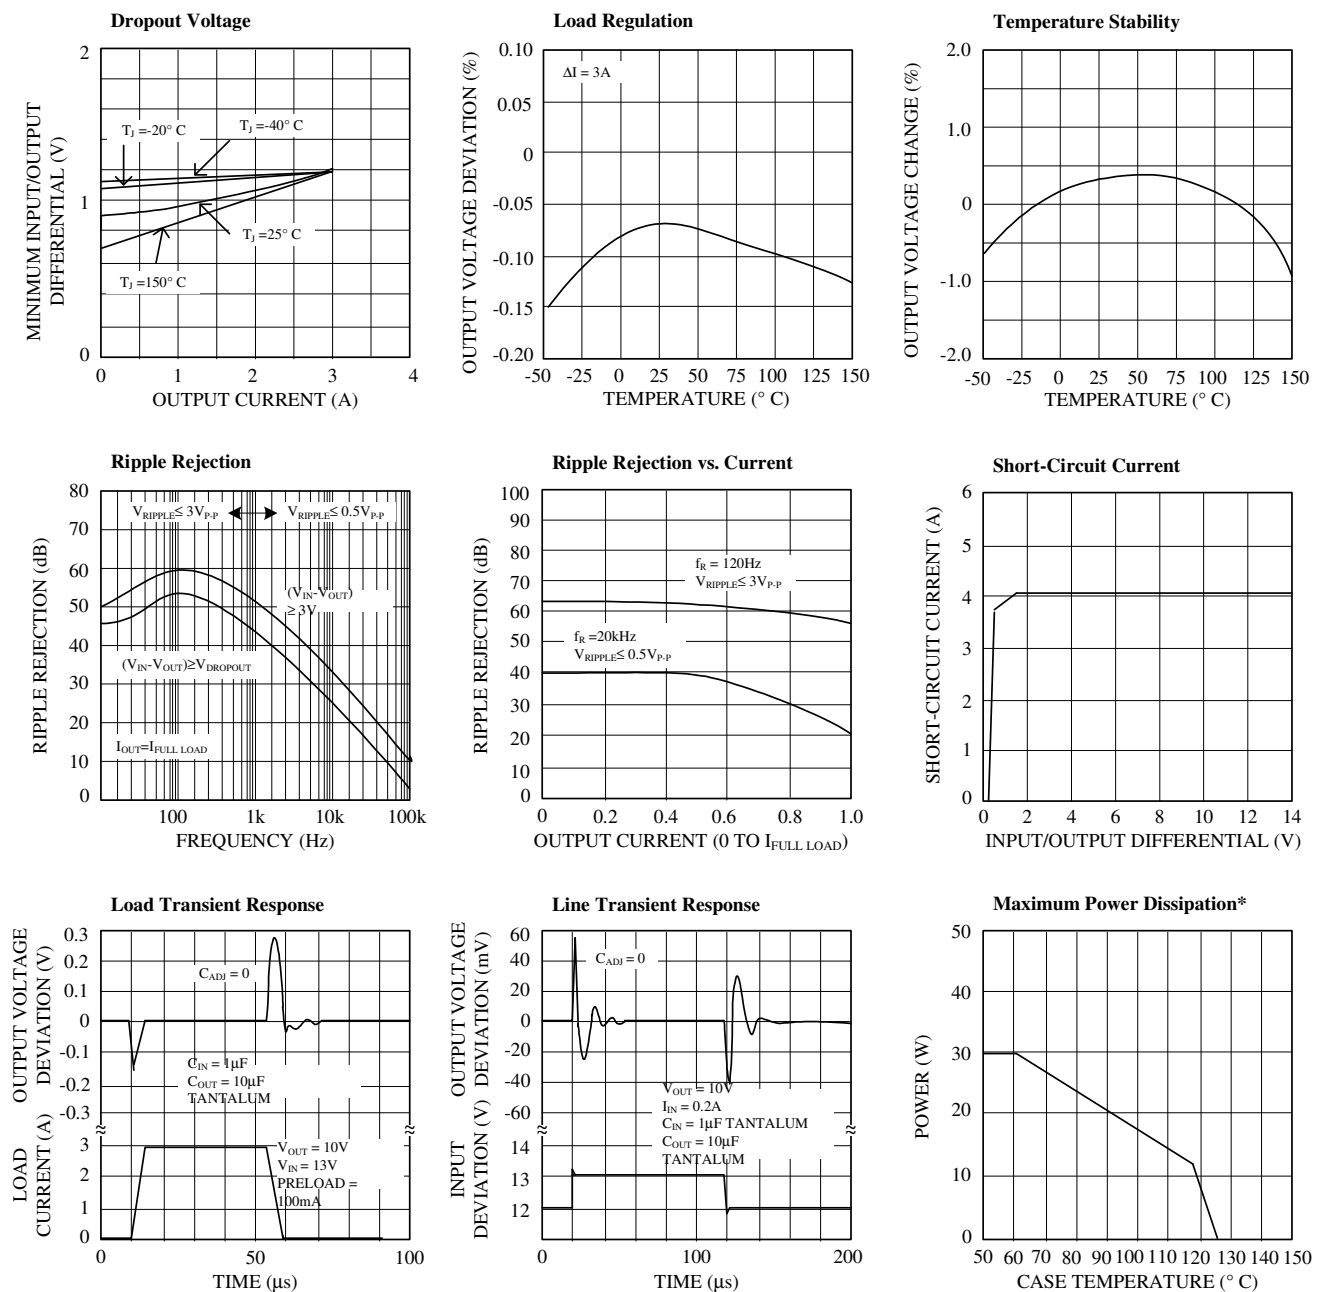 Dropout Voltage
2
1
0
MINIMUM INPUT/OUTPUT
DIFFERENTIAL (V)
TJ =-20° C
TJ =-40° C
TJ =25° C
TJ =150° C
0 1 2 3 4
OUTPUT CURRENT (A)
Load Regulation
0.10
0.05
0
-0.05
-0.10
-0.15
-0.20
OUTPUT VOLTAGE DEVIATION (%)
ΔI = 3A
-50 -25 0 25 50 75 100 125 150
TEMPERATURE (° C)
Temperature Stability
2.0
1.0
0
-1.0
-2.0
OUTPUT VOLTAGE CHANGE (%)
-50 -25 0 25 50 75 100 125 150
TEMPERATURE (° C)
Ripple Rejection
80
70
60
50
40
30
20
10
0
RIPPLE REJECTION (dB)
VRIPPLE≤ 3VP-P
VRIPPLE≤ 0.5VP-P
(VIN-VOUT)
≥ 3V
(VIN-VOUT)≥VDROPOUT
IOUT=IFULL LOAD
100 1k 10k 100k
FREQUENCY (Hz)
Ripple Rejection vs. Current
100
90
80
70
60
50
40
30
20
10
0
RIPPLE REJECTION (dB)
fR = 120Hz
VRIPPLE≤ 3VP-P
fR =20kHz
VRIPPLE≤ 0.5VP-P
0 0.2 0.4 0.6 0.8 1.0
OUTPUT CURRENT (0 TO IFULL LOAD)
Short-Circuit Current
6
5
4
3
2
1
0
SHORT-CIRCUIT CURRENT (A)
0 2 4 6 8 10 12 14
INPUT/OUTPUT DIFFERENTIAL (V)
Load Transient Response
0.3
0.2
0.1
0
-0.1
-0.2
-0.3
OUTPUT VOLTAGE
DEVIATION (V)
CADJ = 0
CIN = 1µF
COUT = 10µF
TANTALUM
3
2
1
0
LOAD
CURRENT (A)
VOUT = 10V
VIN = 13V
PRELOAD =
100mA
0 50 100
TIME (µs)
Line Transient Response
60
40
20
0
-20
-40
-60
OUTPUT VOLTAGE
DEVIATION (mV)
CADJ = 0
VOUT = 10V
IIN = 0.2A
CIN = 1µF TANTALUM
COUT = 10µF
TANTALUM
14
13
12
INPUT
DEVIATION (V)
0 100 200
TIME (µs)
Maximum Power Dissipation*
50
40
30
20
10
0
POWER (W)
50 60 70 80 90 100 110 120 130 140 150
CASE TEMPERATURE (° C)